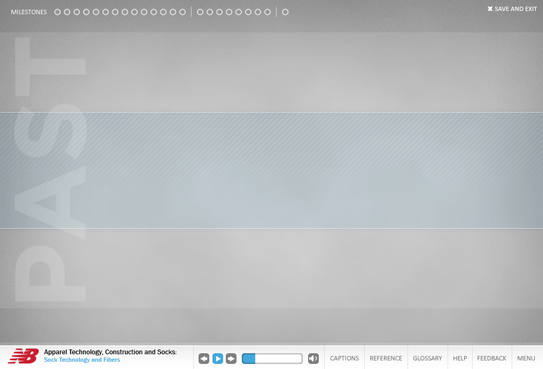 MILESTONES
✖ SAVE AND EXIT
PAST
NB
Apparel Technology, Construction and Socks:
Sock Technology and Fibers
CAPTIONS
REFERENCE
GLOSSARY
HELP
FEEDBACK
MENU